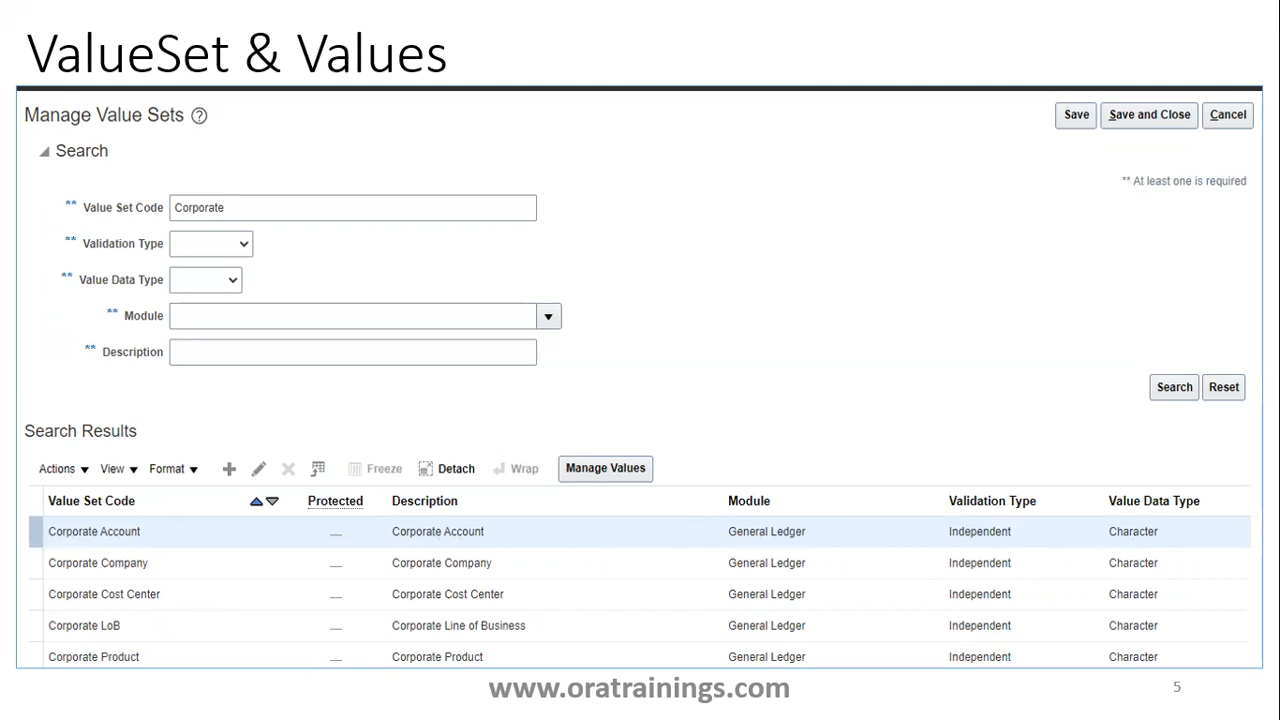 ValueSet & Values
Manage Value Sets ?
Save Save and Close Cancel
Search
** At least one is required
** Value Set Code Corporate
** Validation Type
** Value Data Type
** Module
** Description
Search Reset
Search Results
Actions View Format Freeze Detach Wrap Manage Values
Value Set Code Protected Description Module Validation Type Value Data Type
Corporate Account — Corporate Account General Ledger Independent Character
Corporate Company — Corporate Company General Ledger Independent Character
Corporate Cost Center — Corporate Cost Center General Ledger Independent Character
Corporate LoB — Corporate Line of Business General Ledger Independent Character
Corporate Product — Corporate Product General Ledger Independent Character
www.oratrainings.com
5